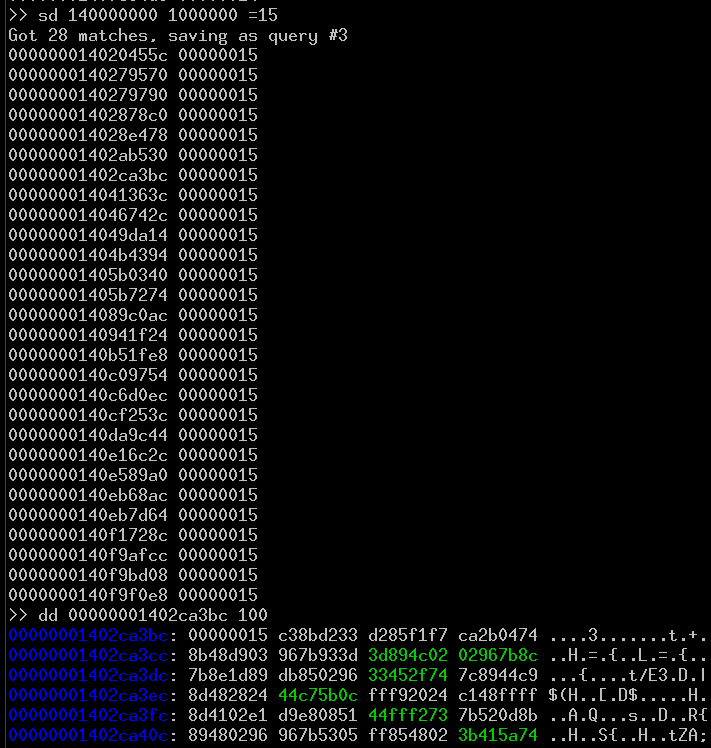 >> sd 140000000 1000000 =15
Got 28 matches, saving as query #3
000000014020455c 00000015
0000000140279570 00000015
0000000140279790 00000015
00000001402878c0 00000015
000000014028e478 00000015
00000001402ab530 00000015
00000001402ca3bc 00000015
000000014041363c 00000015
000000014046742c 00000015
000000014049da14 00000015
00000001404b4394 00000015
00000001405b0340 00000015
00000001405b7274 00000015
000000014089c0ac 00000015
0000000140941f24 00000015
0000000140b51fe8 00000015
0000000140c09754 00000015
0000000140c6d0ec 00000015
0000000140cf253c 00000015
0000000140da9c44 00000015
0000000140e16c2c 00000015
0000000140e589a0 00000015
0000000140eb68ac 00000015
0000000140eb7d64 00000015
0000000140f1728c 00000015
0000000140f9afcc 00000015
0000000140f9bd08 00000015
0000000140f9f0e8 00000015
>> dd 00000001402ca3bc 100
00000001402ca3bc: 00000015 c38bd233 d285f1f7 ca2b0474 ....3.......t.+.
00000001402ca3cc: 8b48d903 967b933d 3d894c02 02967b8c ..H.=.{..L.=.{..
00000001402ca3dc: 7b8e1d89 db850296 33452f74 7c8944c9 ...{....t/E3.D.|
00000001402ca3ec: 8d482824 44c75b0c fff92024 c148ffff $(H..[.D$.....H.
00000001402ca3fc: 8d4102e1 d9e80851 44fff273 7b520d8b ..A.Q...s..D..R{
00000001402ca40c: 89480296 967b5305 ff854802 3b415a74 ..H..S{..H..tZA;